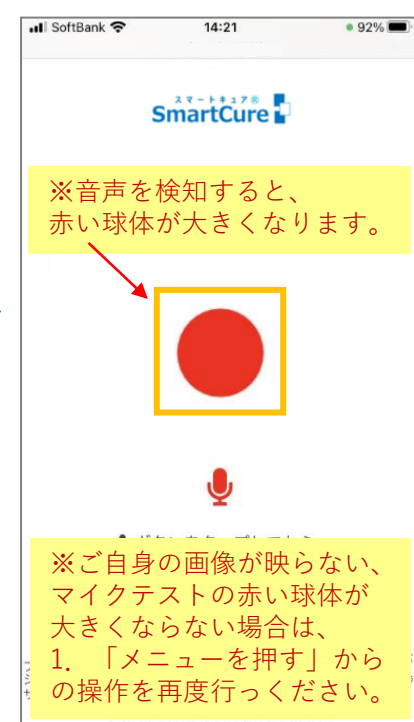 SoftBank 14:21 92%
スマートキュア®
SmartCure
※音声を検知すると、
赤い球体が大きくなります。
※ご自身の画像が映らない、
マイクテストの赤い球体が
大きくならない場合は、
1. 「メニューを押す」から
の操作を再度行っください。